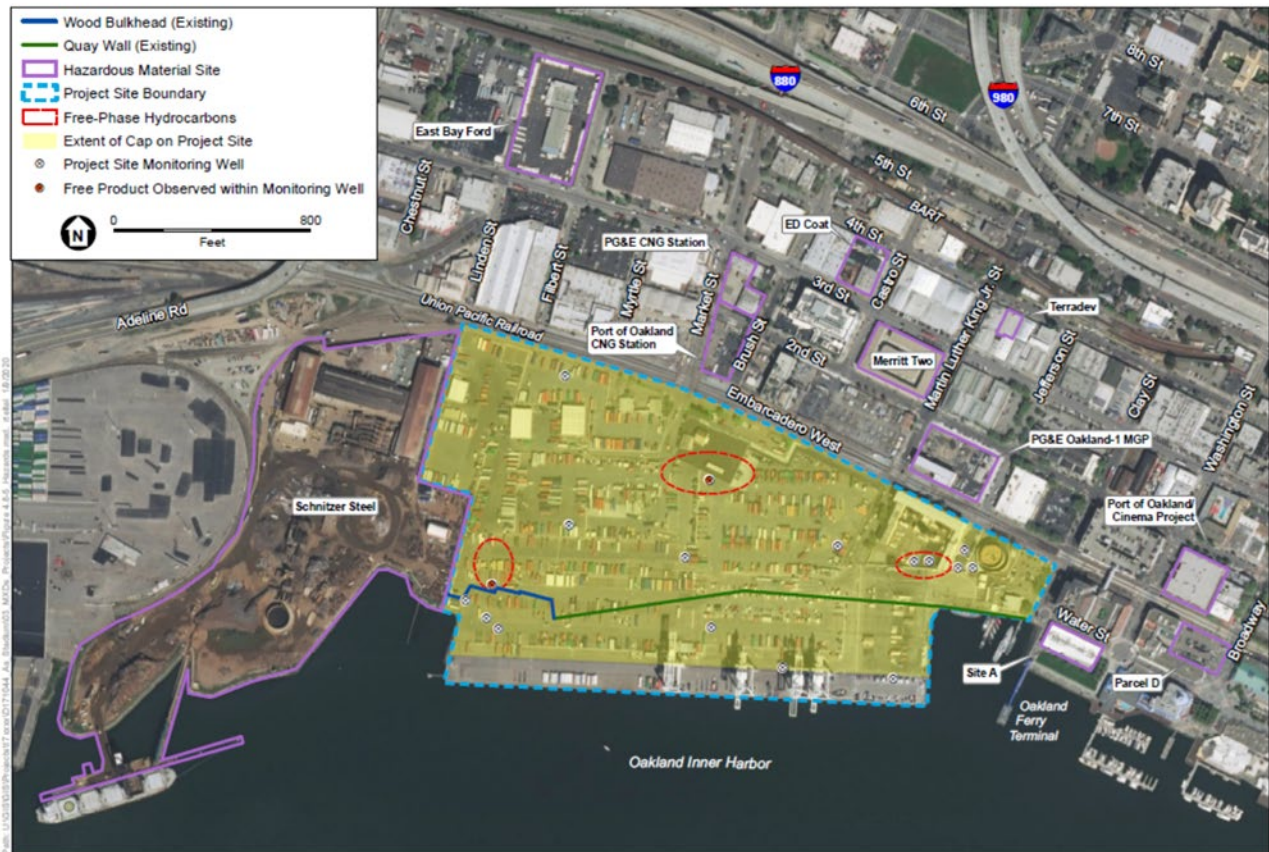 Wood Bulkhead (Existing)
Quay Wall (Existing)
Hazardous Material Site
Project Site Boundary
Free-Phase Hydrocarbons
Extent of Cap on Project Site
Project Site Monitoring Well
Free Product Observed within Monitoring Well
N
0 800
Feet
880
980
8th St
7th St
6th St
5th St
BART
East Bay Ford
Chestnut St
Linden St
Filbert St
Myrtle St
Market St
Brush St
PG&E CNG Station
ED Coat
4th St
3rd St
2nd St
Castro St
Martin Luther King Jr. St
Terradev
Jefferson St
Clay St
Washington St
Adeline Rd
Union Pacific Railroad
Port of Oakland
CNG Station
Merritt Two
Embarcadero West
PG&E Oakland-1 MGP
Schnitzer Steel
Port of Oakland/
Cinema Project
Water St
Broadway
Site A
Parcel D
Oakland
Ferry
Terminal
Oakland Inner Harbor